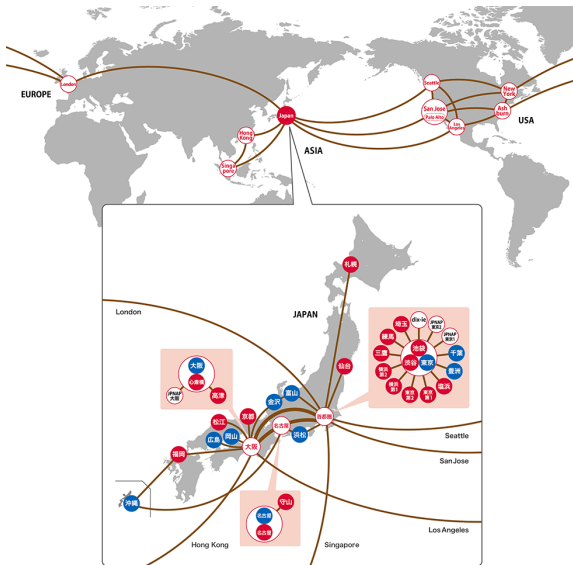 London
EUROPE
Japan
Hong
Kong
Singa
pore
ASIA
Seattle
San Jose
Palo Alto
Los
Angeles
New
York
Ash
burn
USA
London
JAPAN
札幌
仙台
首都圏
富山
金沢
名古屋
浜松
京都
大阪
松江
岡山
広島
福岡
沖縄
大阪
心斎橋
JPNAP
大阪
高津
守山
名古屋
名古屋
埼玉
dix-ie
JPNAP
東京2
JPNAP
東京1
練馬
池袋
千葉
三鷹
渋谷
東京
豊洲
横浜
第2
横浜
第1
東京
第2
東京
第1
塩浜
Seattle
San Jose
Los Angeles
Hong Kong
Singapore